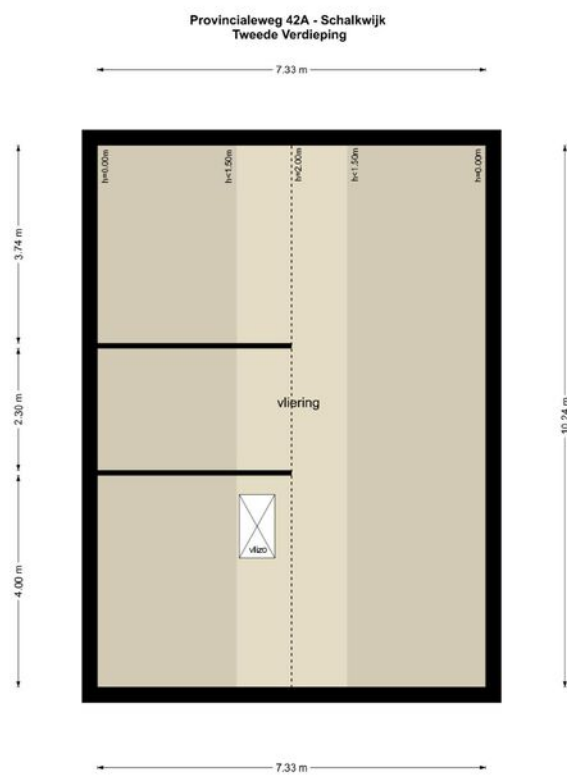 Provincialeweg 42A - Schalkwijk
Tweede Verdieping
7.33 m
h=0.00m
h<1.50m
h=2.00m
h<1.50m
h=0.00m
3.74 m
2.30 m
4.00 m
10.24 m
vliering
vlizo
7.33 m